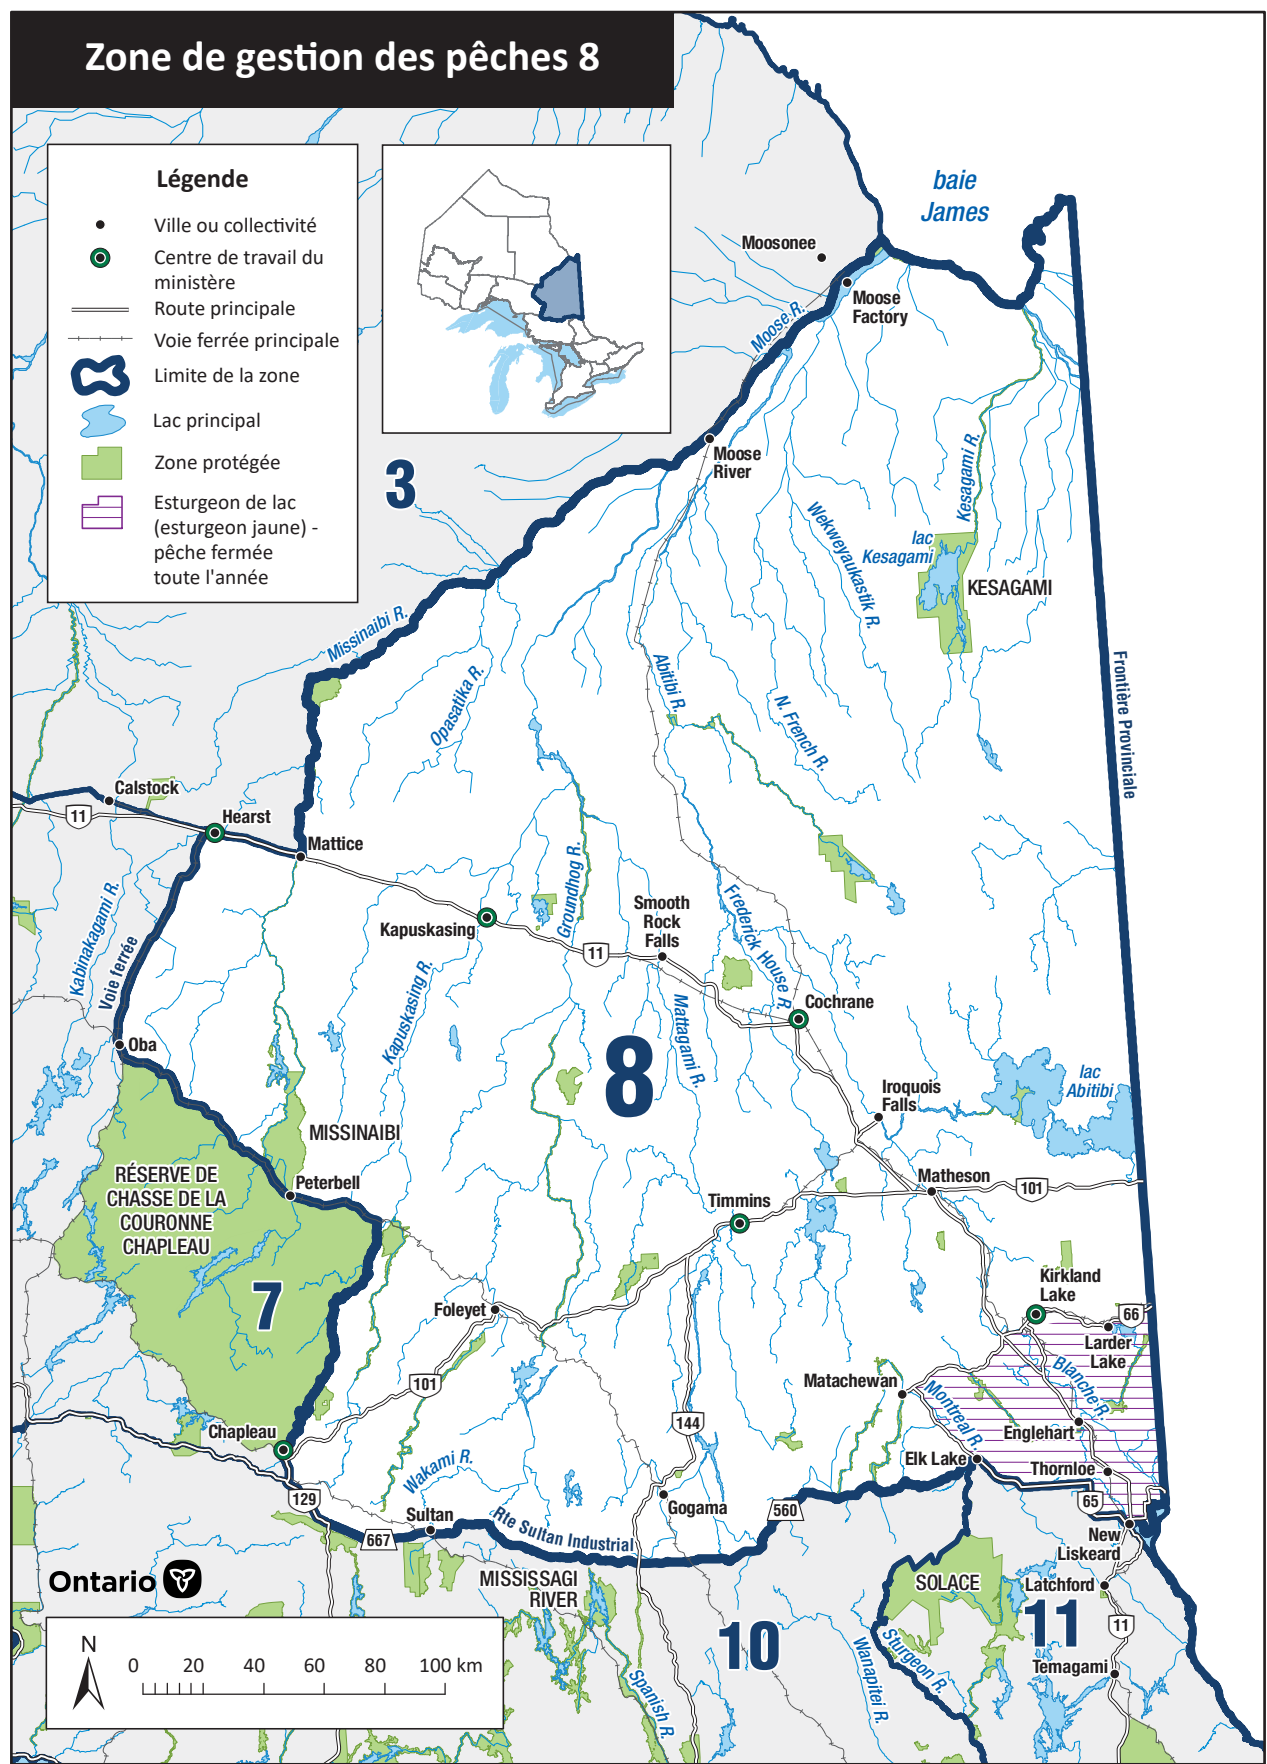 Zone de gestion des pêches 8
Légende
Ville ou collectivité
Centre de travail du
ministère
Route principale
Voie ferrée principale
Limite de la zone
Lac principal
Zone protégée
Esturgeon de lac
(esturgeon jaune) -
pêche fermée
toute l'année
baie
James
Moosonee
Moose
Factory
Moose R.
Moose
River
3
Kesagami R.
Wekweyaukastik R.
lac
Kesagami
KESAGAMI
Missinaibi R.
Opasatika R.
Abitibi R.
N. French R.
Frontière Provinciale
Calstock
11
Hearst
Mattice
Kabinakagami R.
Voie ferrée
Kapuskasing
Groundhog R.
Smooth
Rock
Falls
11
Frederick House R.
Kapuskasing R.
Mattagami R.
Cochrane
Oba
8
lac
Abitibi
Iroquois
Falls
MISSINAIBI
RÉSERVE DE
CHASSE DE LA
COURONNE
CHAPLEAU
Peterbell
Matheson
101
Timmins
7
Foleyet
Kirkland
Lake
66
Larder
Lake
101
Matachewan
Montreal R.
Blanche R.
Chapleau
144
Englehart
Elk Lake
Thornloe
Wakami R.
129
Gogama
560
65
Sultan
667
Rte Sultan Industrial
New
Liskeard
Ontario
MISSISSAGI
RIVER
SOLACE
Latchford
11
11
10
Sturgeon R.
Wanapitei R.
Temagami
Spanish R.
N
0 20 40 60 80 100 km